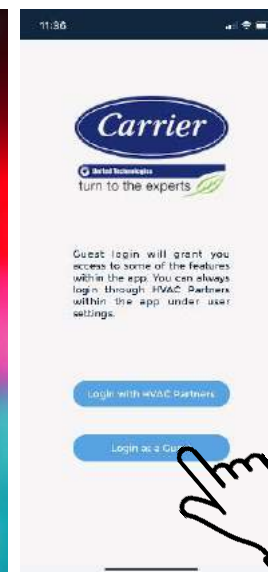 11:36
Carrier
United Technologies
turn to the experts
Guest login will grant you
access to some of the features
within the app. You can always
login through HVAC Partners
within the app under user
settings.
Login with HVAC Partners
Login as a